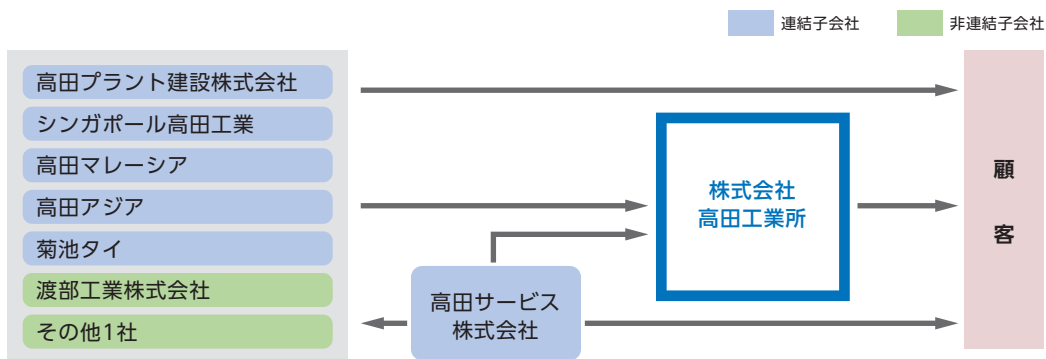 連結子会社
非連結子会社
高田プラント建設株式会社
シンガポール高田工業
高田マレーシア
高田アジア
菊池タイ
渡部工業株式会社
その他1社
高田サービス
株式会社
株式会社
高田工業所
顧
客